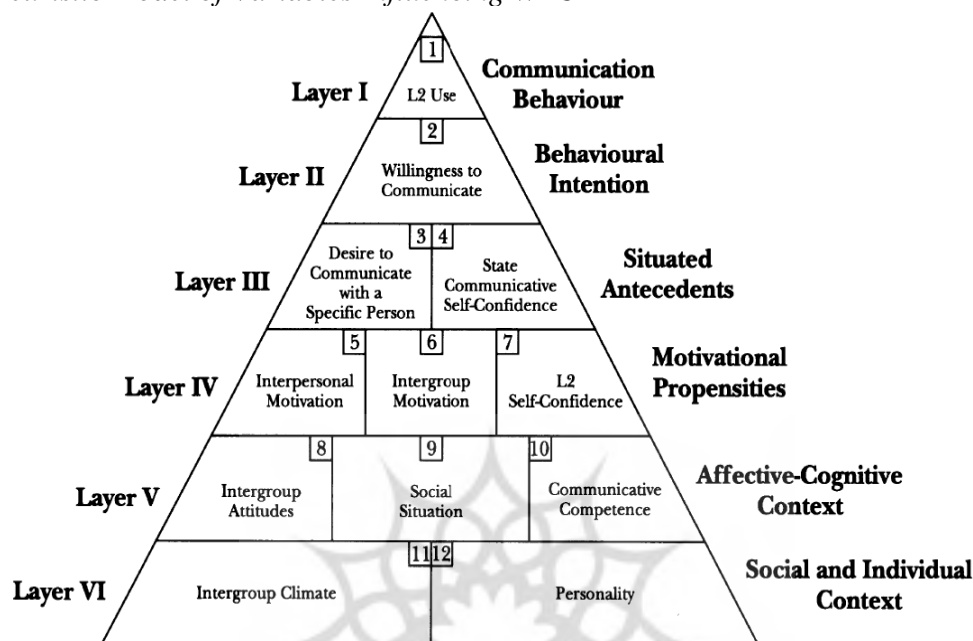 1
Layer I
L2 Use
Communication
Behaviour
2
Layer II
Willingness to
Communicate
Behavioural
Intention
3 4
Layer III
Desire to
Communicate
with a
Specific Person
State
Communicative
Self-Confidence
Situated
Antecedents
5 6 7
Layer IV
Interpersonal
Motivation
Intergroup
Motivation
L2
Self-Confidence
Motivational
Propensities
8 9 10
Layer V
Intergroup
Attitudes
Social
Situation
Communicative
Competence
Affective-Cognitive
Context
11 12
Layer VI
Intergroup Climate
Personality
Social and Individual
Context